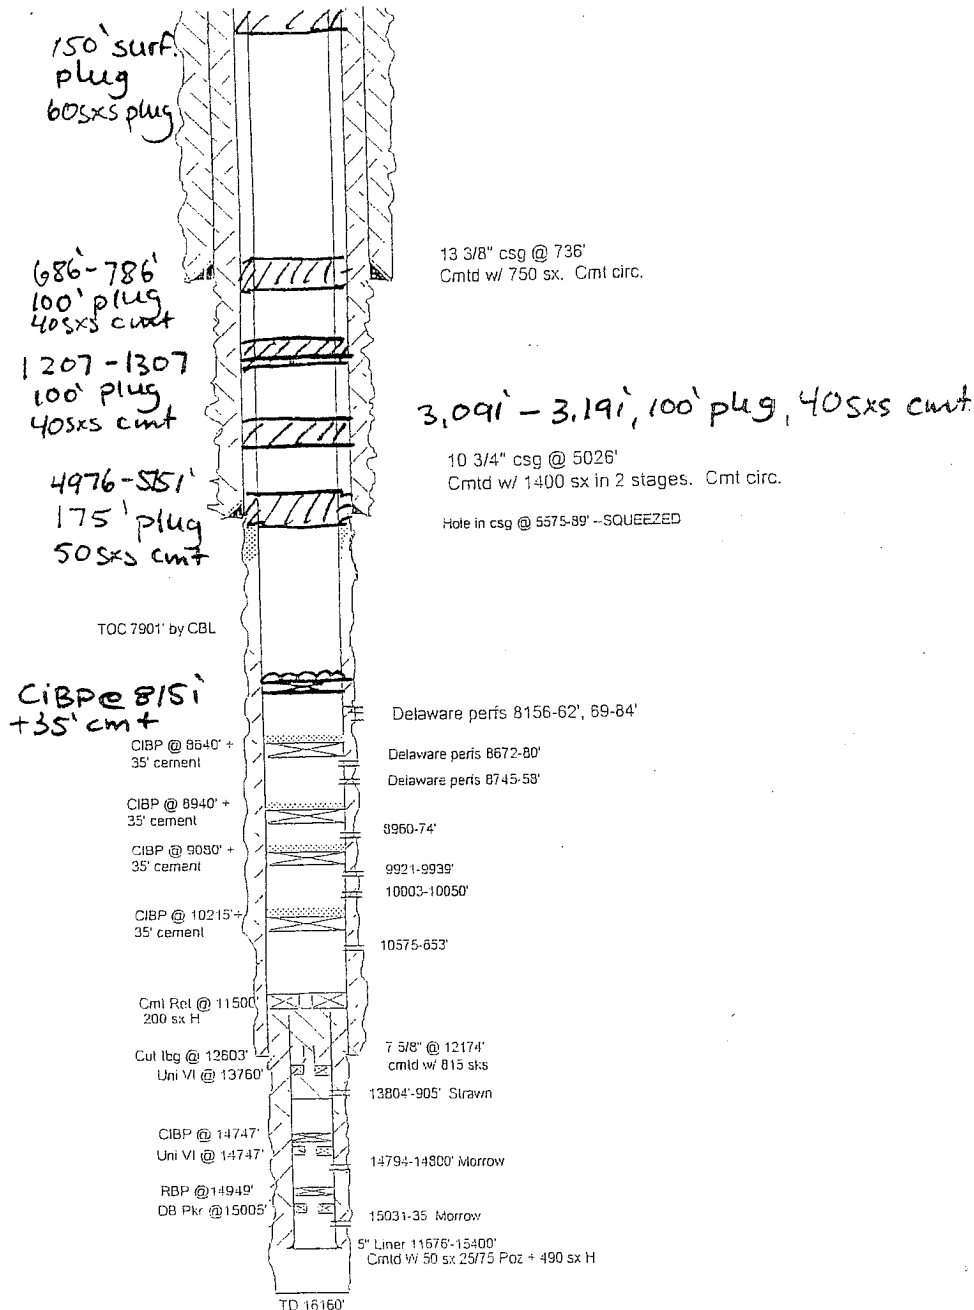 150' surf.
plug
60sxs plug
13 3/8" csg @ 736'
Cmtd w/ 750 sx. Cmt circ.
686'-786'
100' plug
40sxs cmt
1207-1307
100' plug
40sxs cmt
3,091'-3,191', 100' plug, 40sxs cmt
10 3/4" csg @ 5026'
Cmtd w/ 1400 sx in 2 stages. Cmt circ.
4976-5151'
175' plug
50sxs cmt
Hole in csg @ 5575-89' --SQUEEZED
TOC 7901' by CBL
CIBP@ 8151'
+35' cmt
Delaware perfs 8156-62', 69-84'
CIBP @ 8640' +
35' cement
Delaware perfs 8672-80'
Delaware perfs 8745-58'
CIBP @ 8940' +
35' cement
8960-74'
CIBP @ 9080' +
35' cement
9921-9939'
10003-10050'
CIBP @ 10215'+
35' cement
10575-653'
Cmt Ret @ 11500'
200 sx H
7 5/8" @ 12174'
cmtd w/ 815 sks
Cut tbg @ 12603'
Uni VI @ 13760'
13804'-905' Strawn
CIBP @ 14747'
Uni VI @ 14747'
14794-14800' Morrow
RBP @14949'
DB Pkr @15005'
15031-35 Morrow
5" Liner 11676'-15400'
Cmtd W/ 50 sx 25/75 Poz + 490 sx H
TD 16160'